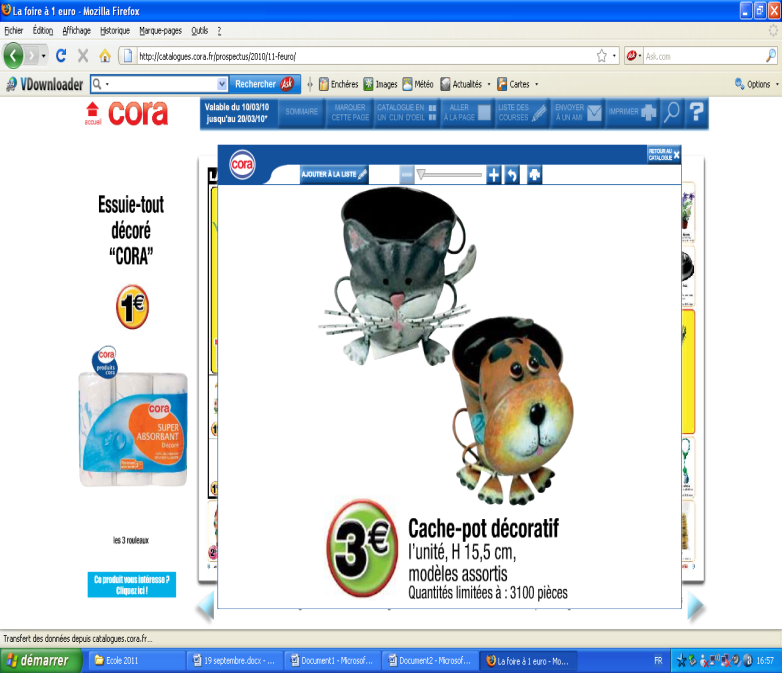 La foire à 1 euro - Mozilla Firefox
Fichier Édition Affichage Historique Marque-pages Outils ?
http://catalogues.cora.fr/prospectus/2010/11-feuro/
Ask.com
VDownloader
Rechercher Ask
Enchères Images Météo Actualités Cartes
Options
accueil cora
Valable du 10/03/10
jusqu'au 20/03/10*
SOMMAIRE
MARQUER
CETTE PAGE
CATALOGUE EN
UN CLIN D'OEIL
ALLER
À LA PAGE
LISTE DES
COURSES
ENVOYER
À UN AMI
IMPRIMER
?
cora
RETOUR AU
CATALOGUE X
AJOUTER À LA LISTE
Essuie-tout
décoré
“CORA”
1€
cora
produits
cora
cora
SUPER
ABSORBANT
Décoré
les 3 rouleaux
Ce produit vous intéresse ?
Cliquez ici !
3€
Cache-pot décoratif
l'unité, H 15,5 cm,
modèles assortis
Quantités limitées à : 3100 pièces
Transfert des données depuis catalogues.cora.fr...
démarrer
Ecole 2011
19 septembre.docx - ...
Document1 - Microsof...
Document2 - Microsof...
La foire à 1 euro - Mo...
FR
16:57